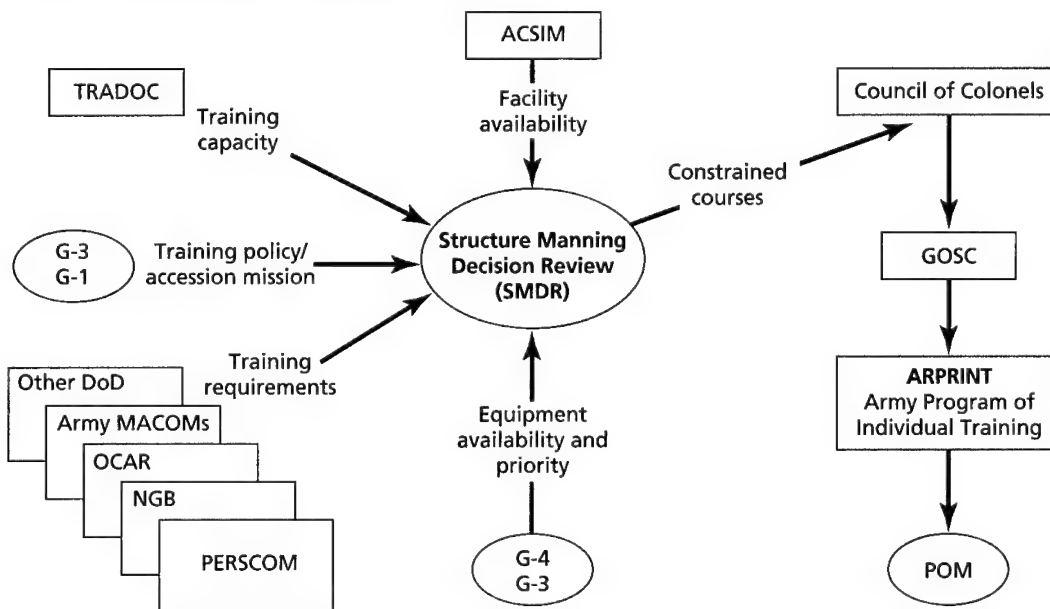 ACSIM
TRADOC
Council of Colonels
Training
capacity
Facility
availability
Constrained
courses
G-3
G-1
Training policy/
accession mission
Structure Manning
Decision Review
(SMDR)
GOSC
Training
requirements
Other DoD
Army MACOMs
OCAR
NGB
PERSCOM
Equipment
availability and
priority
G-4
G-3
ARPRINT
Army Program of
Individual Training
POM